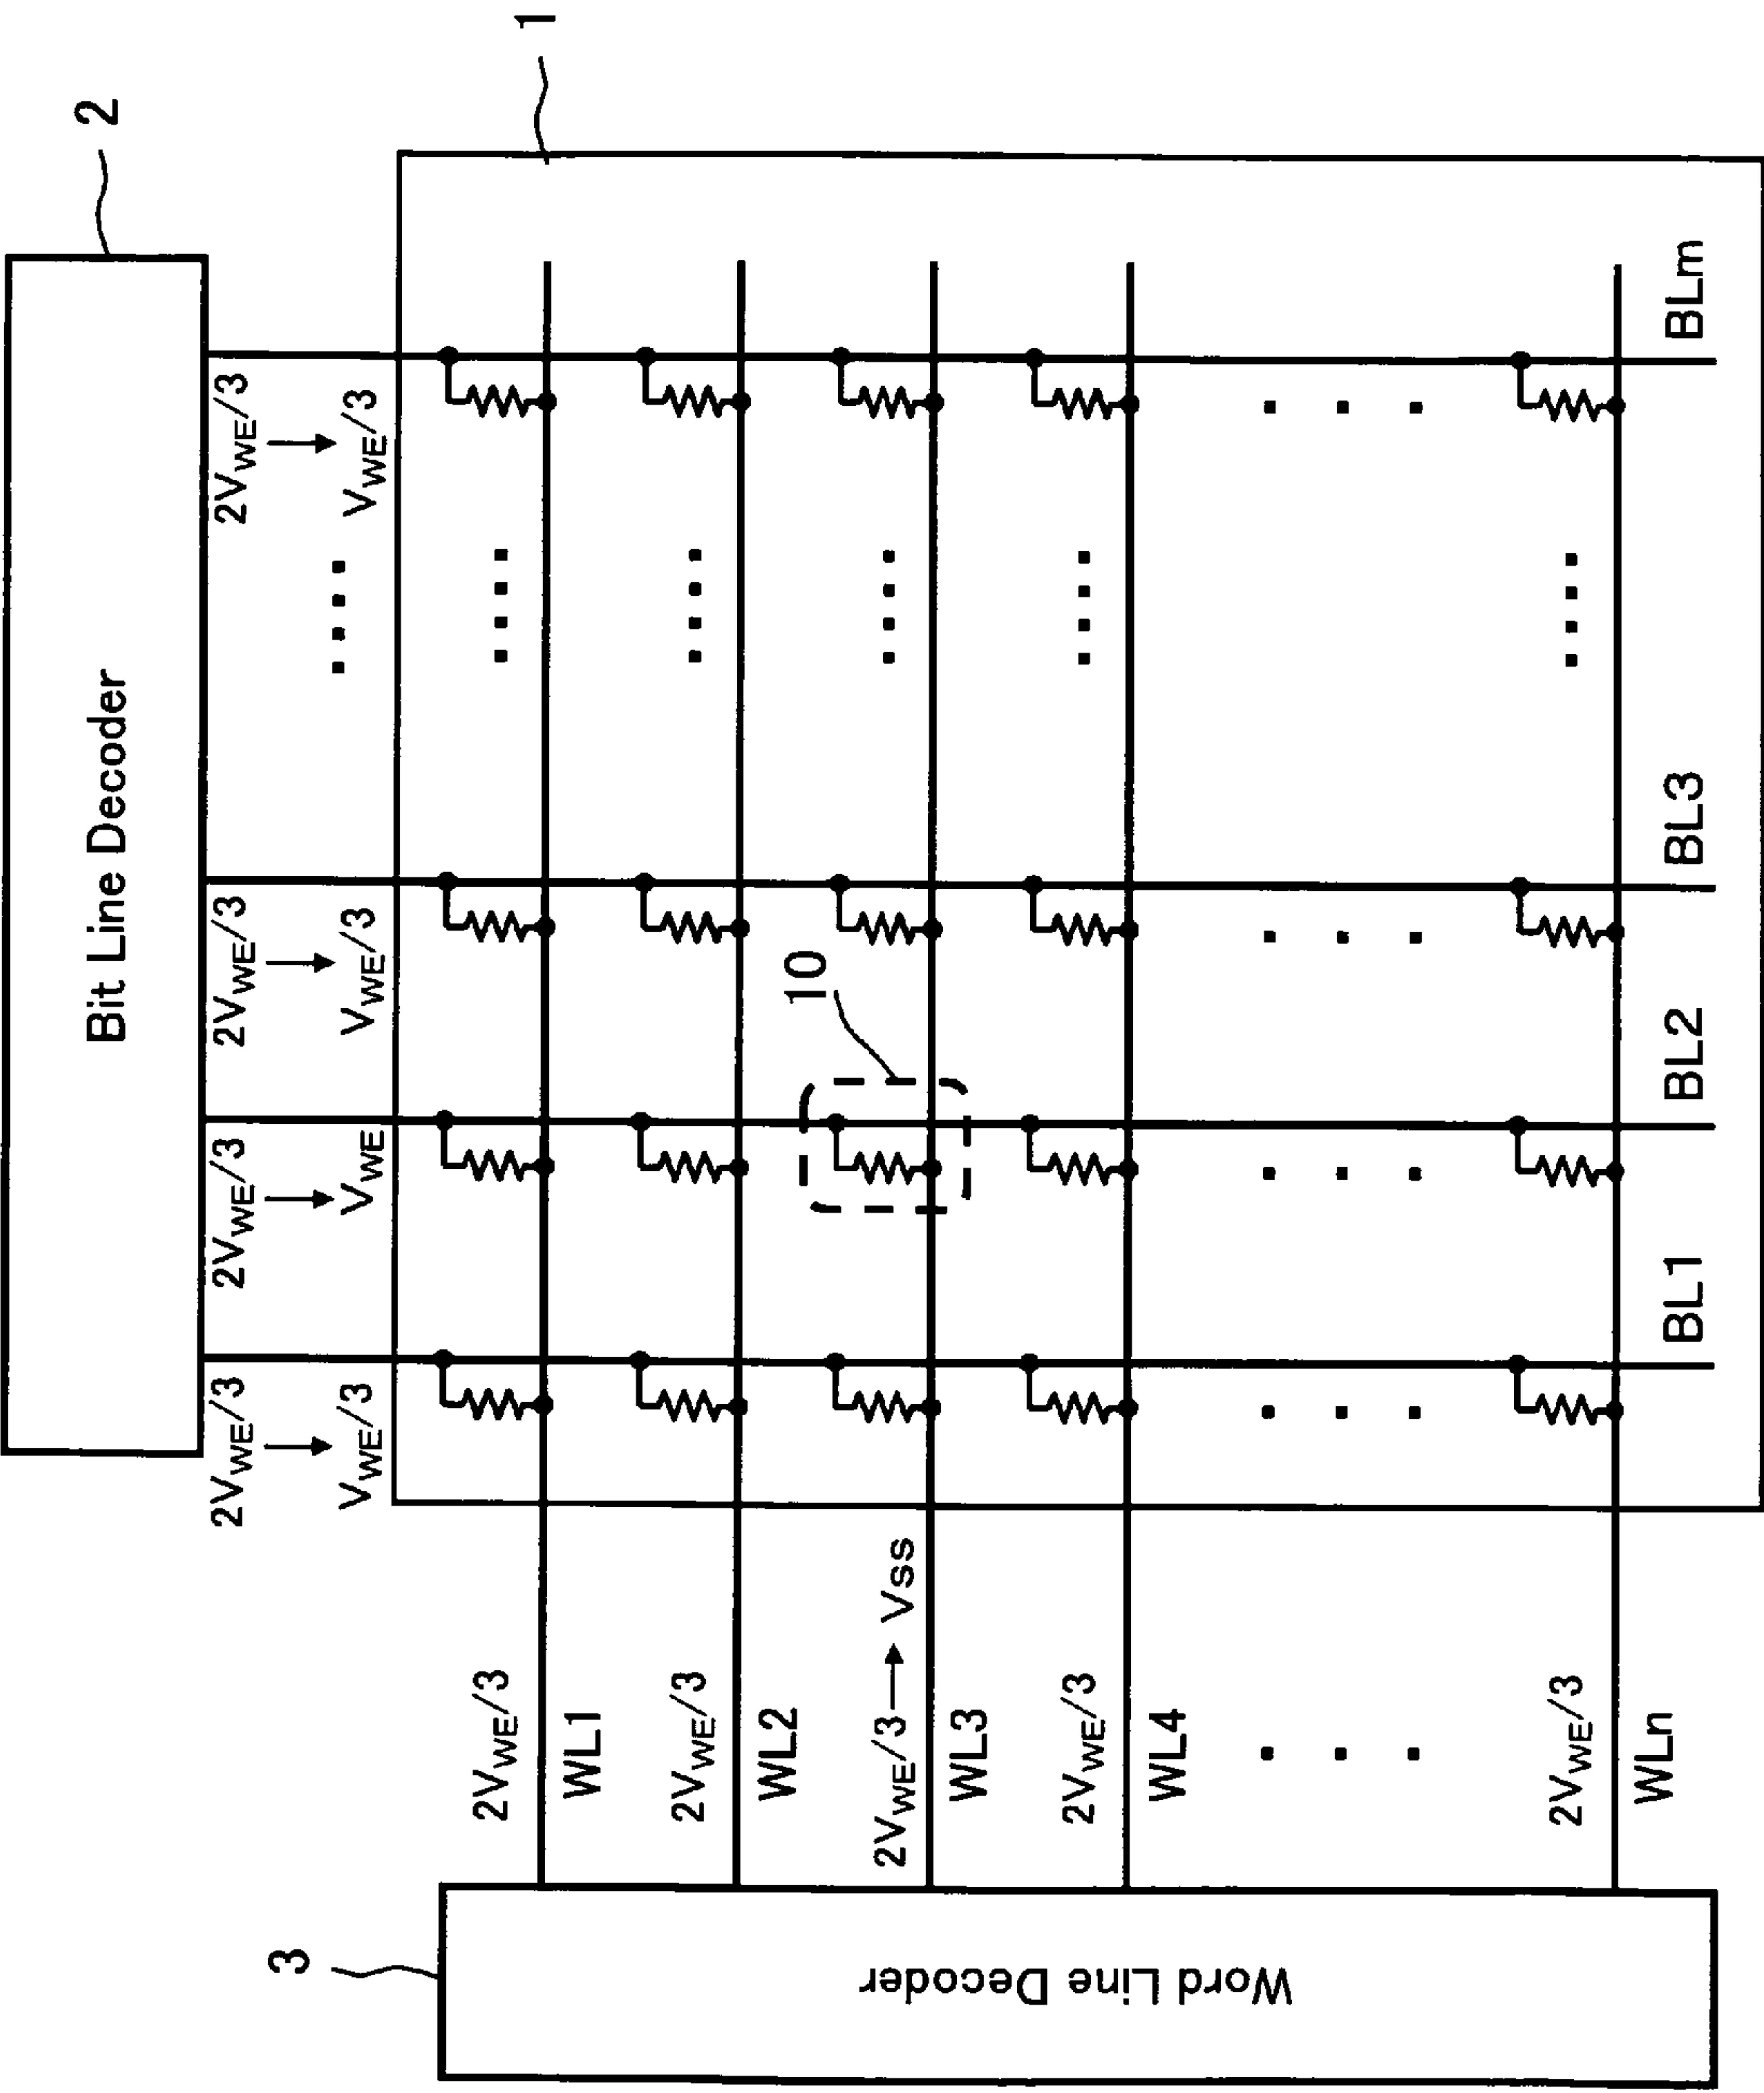 1
2
Bit Line Decoder
2VWE/3 → VWE/3
2VWE/3 → VWE
2VWE/3 → VWE/3
. . . .
2VWE/3 → VWE/3
3
Word Line Decoder
2VWE/3
WL1
2VWE/3
WL2
2VWE/3 → Vss
WL3
2VWE/3
WL4
2VWE/3
WLn
10
BL1
BL2
BL3
BLm